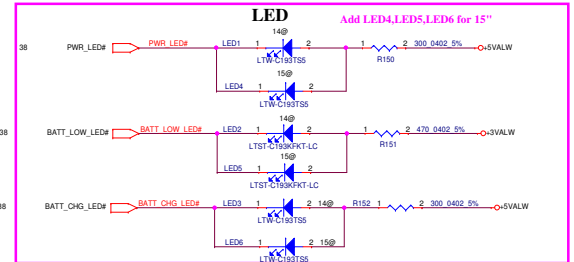 LED
Add LED4,LED5,LED6 for 15"
14@
38 PWR_LED# PWR_LED# LED1 1 2 1 2 300_0402_5% +5VALW
LTW-C193TS5 R150
15@
LED4 1 2
LTW-C193TS5
14@
38 BATT_LOW_LED# BATT_LOW_LED# LED2 1 2 1 2 470_0402_5% +3VALW
LTST-C193KFKT-LC R151
15@
LED5 1 2
LTST-C193KFKT-LC
38 BATT_CHG_LED# BATT_CHG_LED# LED3 1 2 14@ R152 1 2 300_0402_5% +5VALW
LTW-C193TS5
LED6 1 2 15@
LTW-C193TS5